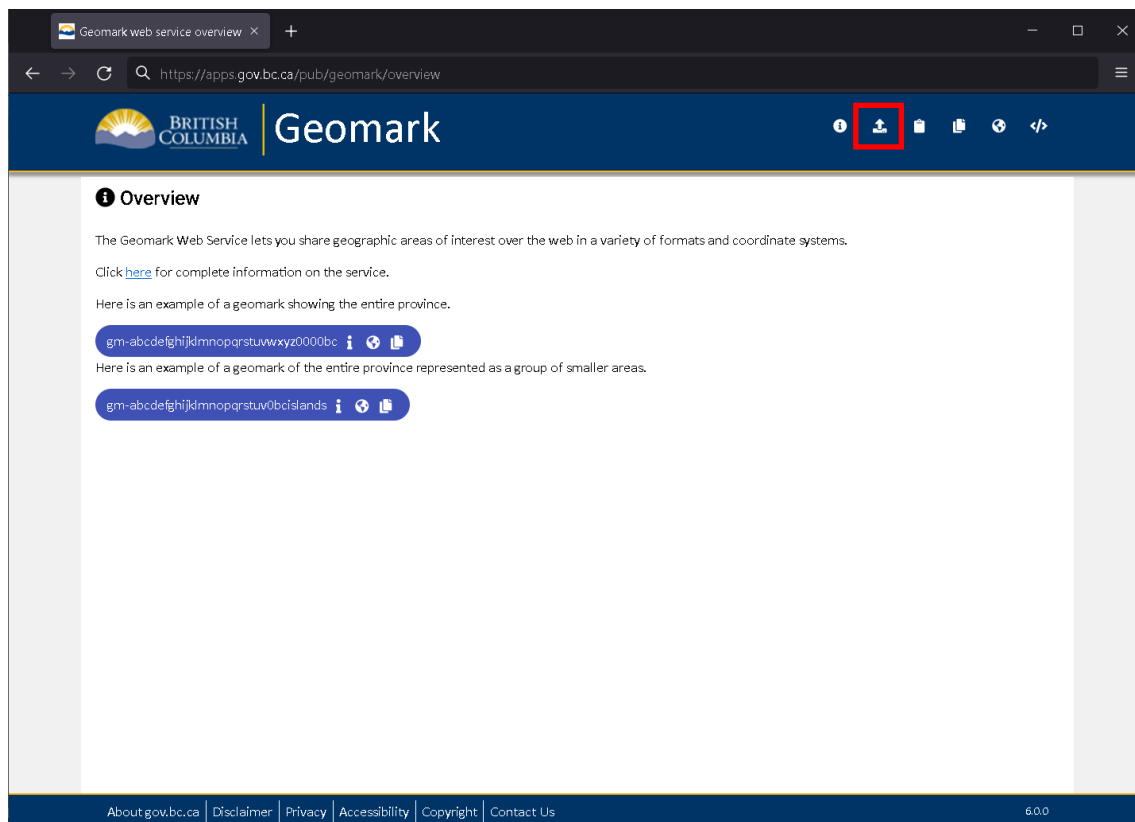 Geomark web service overview
https://apps.gov.bc.ca/pub/geomark/overview
BRITISH
COLUMBIA
Geomark
Overview
The Geomark Web Service lets you share geographic areas of interest over the web in a variety of formats and coordinate systems.
Click here for complete information on the service.
Here is an example of a geomark showing the entire province.
gm-abcdefghijklmnopqrstuvwxyz0000bc
Here is an example of a geomark of the entire province represented as a group of smaller areas.
gm-abcdefghijklmnopqrstuv0bcislands
About gov.bc.ca | Disclaimer | Privacy | Accessibility | Copyright | Contact Us 6.0.0